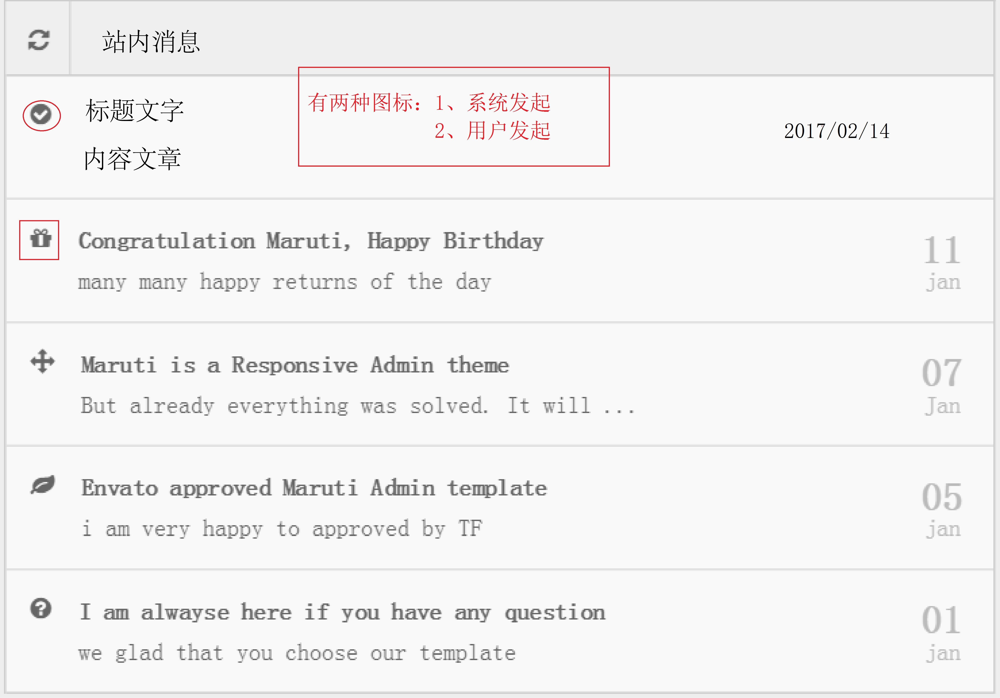 站内消息
标题文字
有两种图标：1、系统发起
2、用户发起
2017/02/14
内容文章
Congratulation Maruti, Happy Birthday
many many happy returns of the day
11
jan
Maruti is a Responsive Admin theme
But already everything was solved. It will ...
07
Jan
Envato approved Maruti Admin template
i am very happy to approved by TF
05
jan
I am alwayse here if you have any question
we glad that you choose our template
01
jan